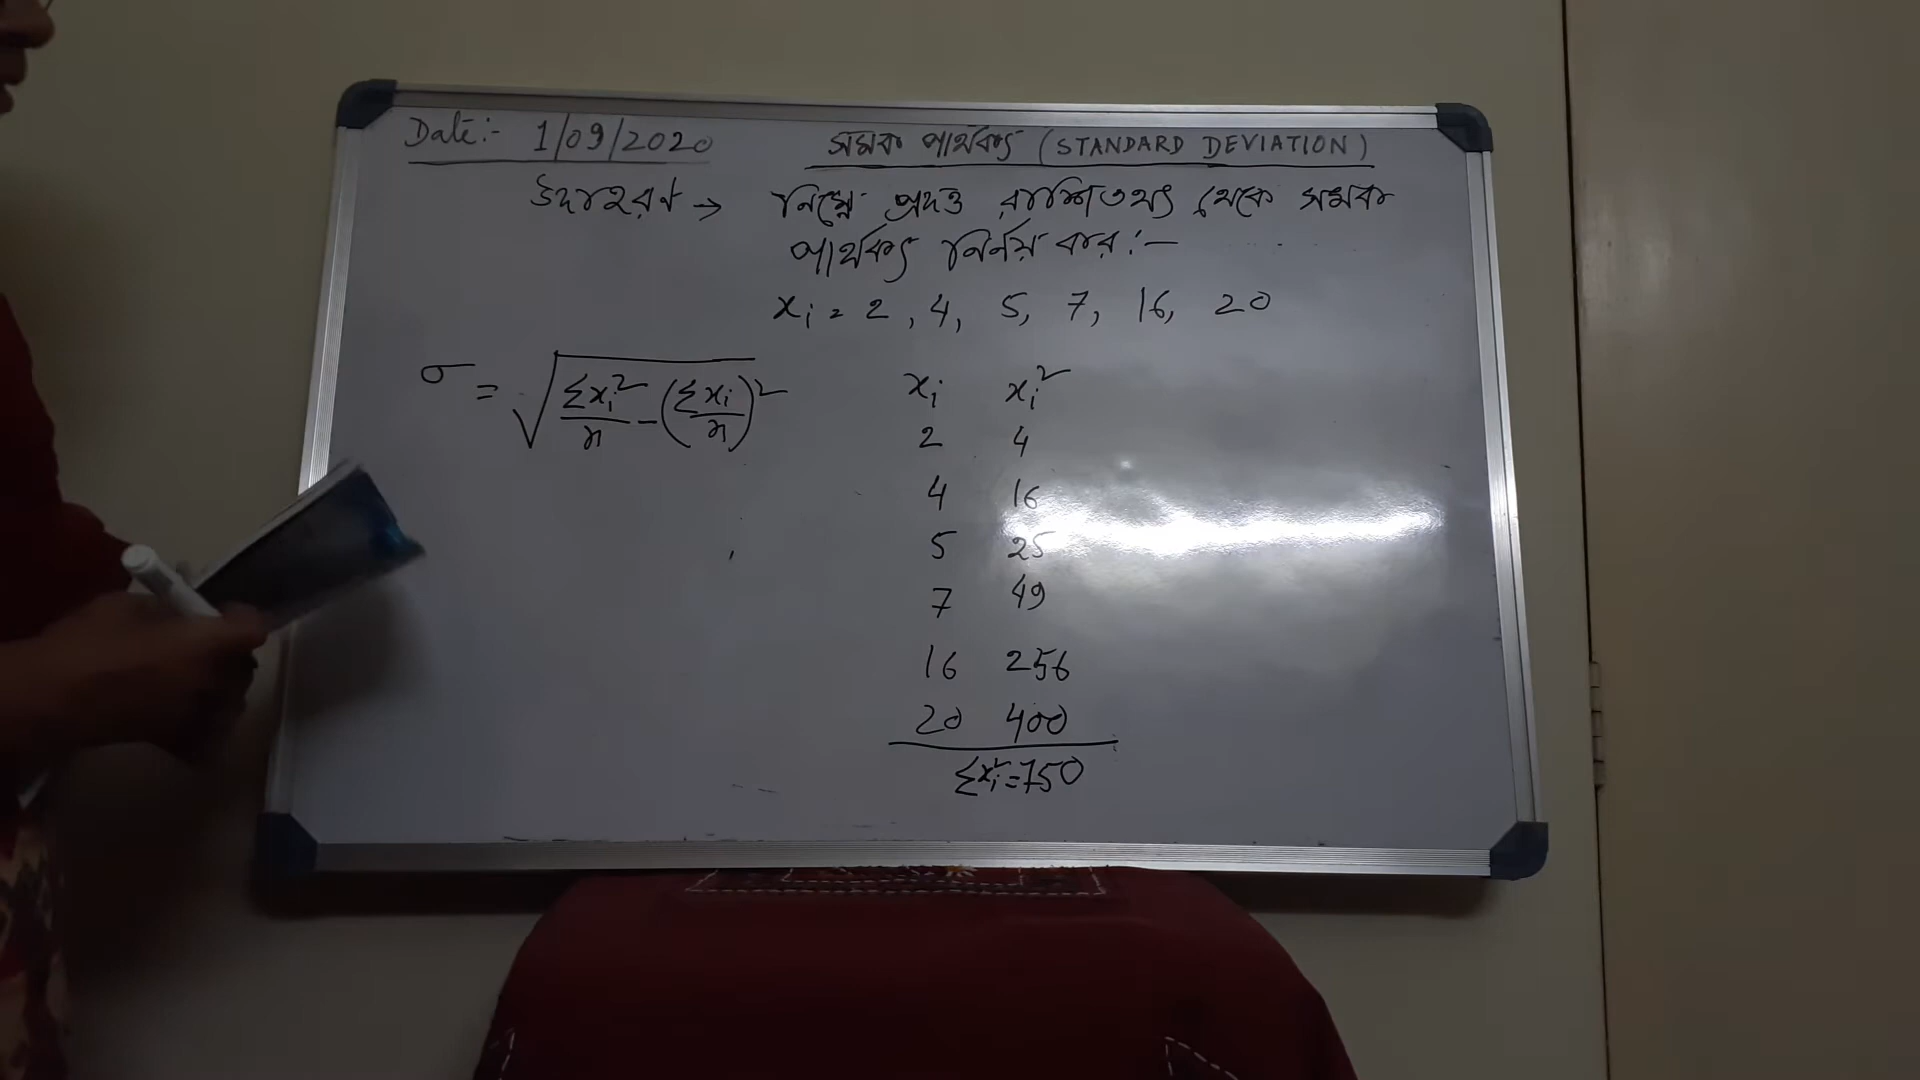 Date:- 1/09/2020
সমক পার্থক্য (STANDARD DEVIATION)
উদাহরণ → নিম্নে প্রদত্ত রাশিতথ্য থেকে সমক
পার্থক্য নির্ণয় কর:-
xᵢ = 2, 4, 5, 7, 16, 20
σ = √(Σxᵢ²/n - (Σxᵢ/n)²)
xᵢ xᵢ²
2 4
4 16
5 25
7 49
16 256
20 400
Σxᵢ²=750